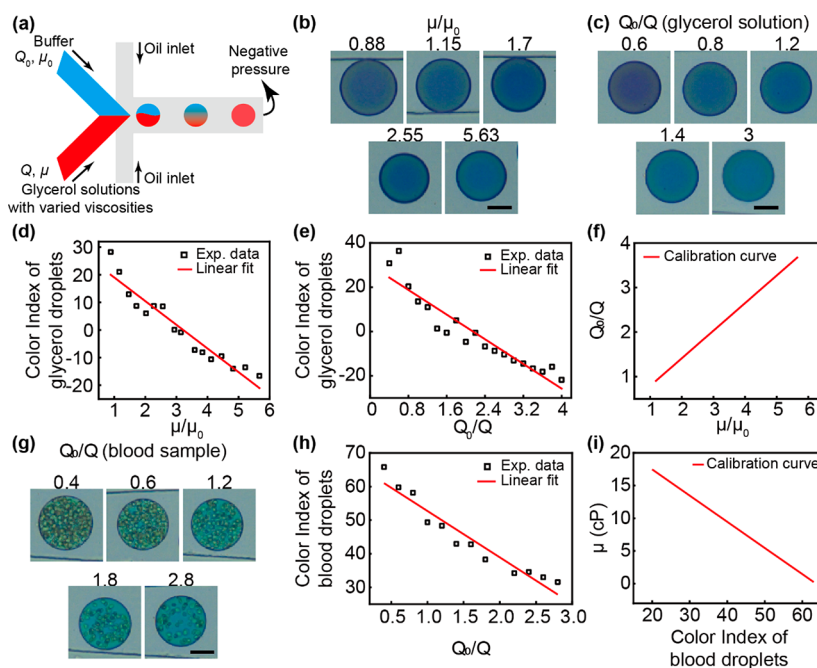 (a)
Buffer
Q₀, μ₀
Oil inlet
Negative
pressure
Q, μ
Glycerol solutions
with varied viscosities
Oil inlet
(b)
μ/μ₀
0.88 1.15 1.7
2.55 5.63
(c) Q₀/Q (glycerol solution)
0.6 0.8 1.2
1.4 3
(d)
Color Index of
glycerol droplets
30
20
10
0
-10
-20
Exp. data
Linear fit
1 2 3 4 5 6
μ/μ₀
(e)
Color Index of
glycerol droplets
40
20
0
-20
Exp. data
Linear fit
0.8 1.6 2.4 3.2 4
Q₀/Q
(f)
Q₀/Q
4
3
2
1
Calibration curve
1 2 3 4 5 6
μ/μ₀
(g) Q₀/Q (blood sample)
0.4 0.6 1.2
1.8 2.8
(h)
Color Index of
blood droplets
70
60
50
40
30
Exp. data
Linear fit
0.5 1.0 1.5 2.0 2.5 3.0
Q₀/Q
(i)
μ (cP)
20
15
10
5
0
Calibration curve
20 30 40 50 60
Color Index of
blood droplets